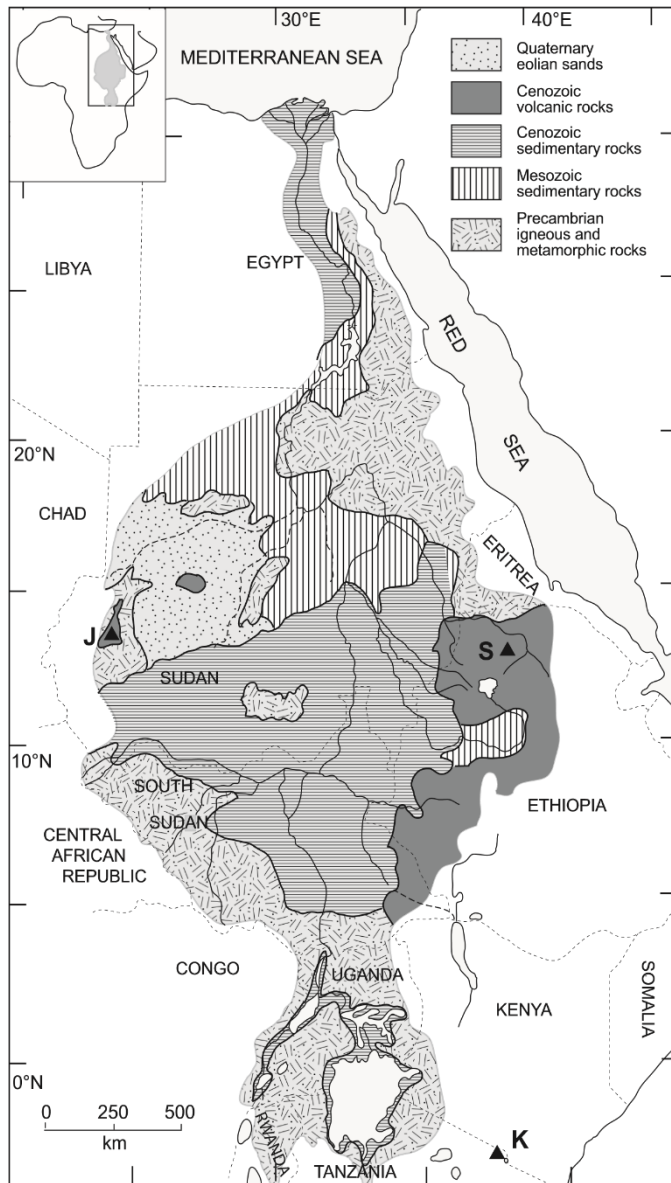 30°E
40°E
MEDITERRANEAN SEA
Quaternary
eolian sands
Cenozoic
volcanic rocks
Cenozoic
sedimentary rocks
Mesozoic
sedimentary rocks
Precambrian
igneous and
metamorphic rocks
LIBYA
EGYPT
RED
SEA
20°N
CHAD
ERITREA
J
S
SUDAN
10°N
SOUTH
SUDAN
ETHIOPIA
CENTRAL
AFRICAN
REPUBLIC
CONGO
UGANDA
KENYA
SOMALIA
0°N
0 250 500
km
RWANDA
TANZANIA
K